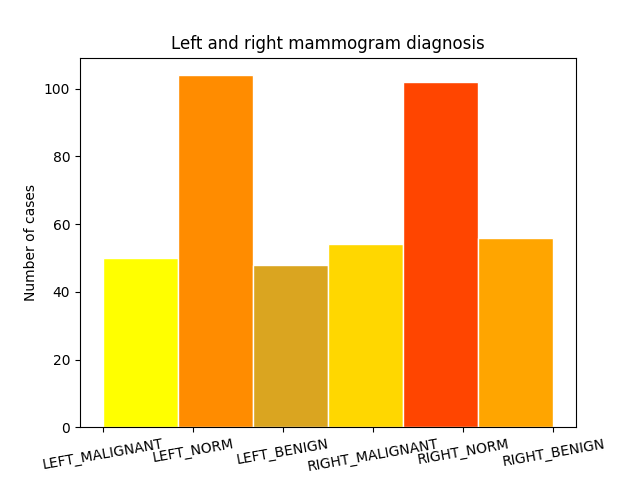 Left and right mammogram diagnosis
Number of cases
100
80
60
40
20
0
LEFT_MALIGNANT
LEFT_NORM
LEFT_BENIGN
RIGHT_MALIGNANT
RIGHT_NORM
RIGHT_BENIGN